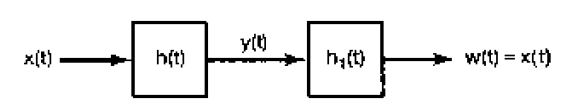 x(t)
h(t)
y(t)
h₁(t)
w(t) = x(t)